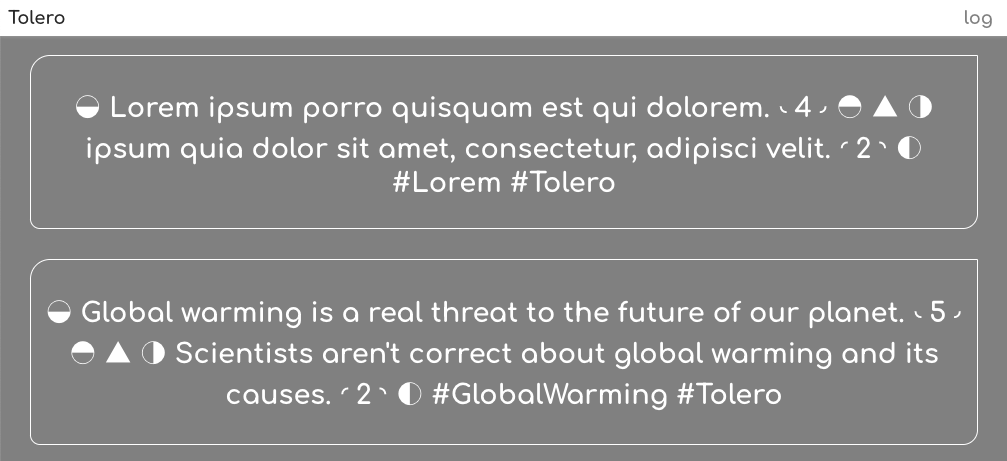 Tolero
log
◒ Lorem ipsum porro quisquam est qui dolorem. ◟ 4 ◞ ◓ ▲ ◑
ipsum quia dolor sit amet, consectetur, adipisci velit. ◜ 2 ◝ ◐
#Lorem #Tolero
◒ Global warming is a real threat to the future of our planet. ◟ 5 ◞
◓ ▲ ◑ Scientists aren't correct about global warming and its
causes. ◜ 2 ◝ ◐ #GlobalWarming #Tolero